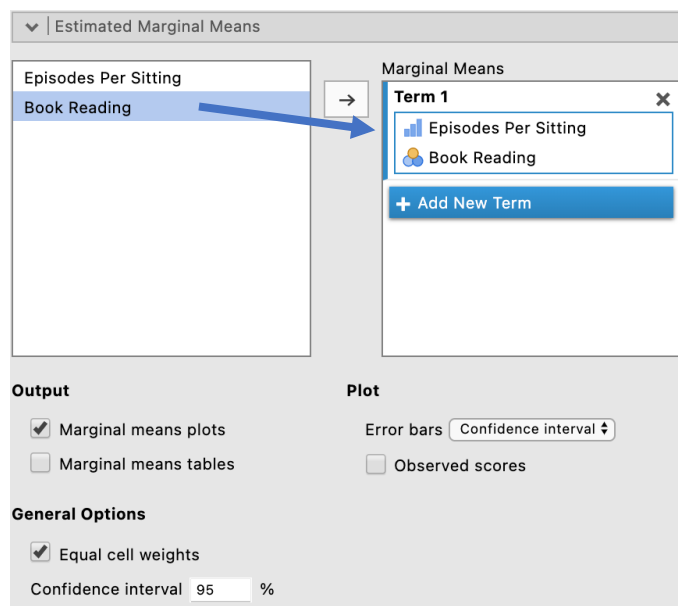 Estimated Marginal Means
Episodes Per Sitting
Book Reading
Marginal Means
Term 1
Episodes Per Sitting
Book Reading
Add New Term
Output
Marginal means plots
Marginal means tables
Plot
Error bars Confidence interval
Observed scores
General Options
Equal cell weights
Confidence interval 95 %